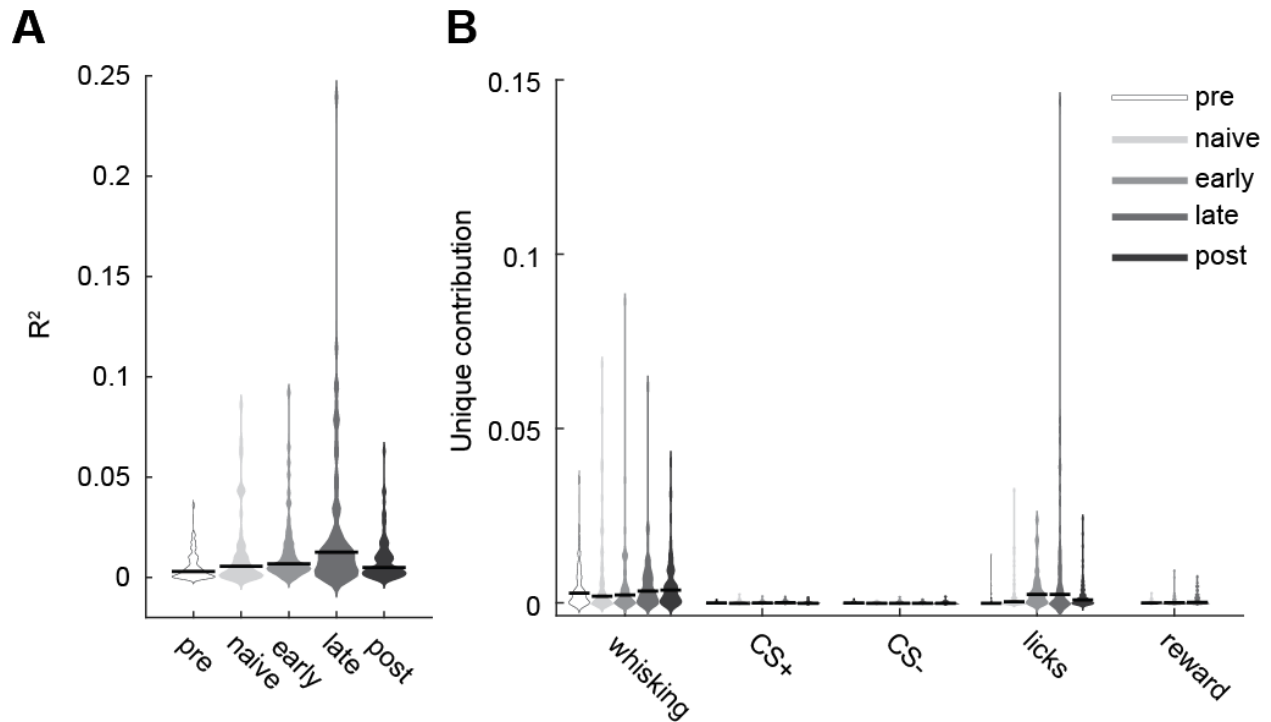 A
R²
0.25
0.2
0.15
0.1
0.05
0
pre
naive
early
late
post
B
Unique contribution
0.15
0.1
0.05
0
whisking
CS+
CS-
licks
reward
pre
naive
early
late
post